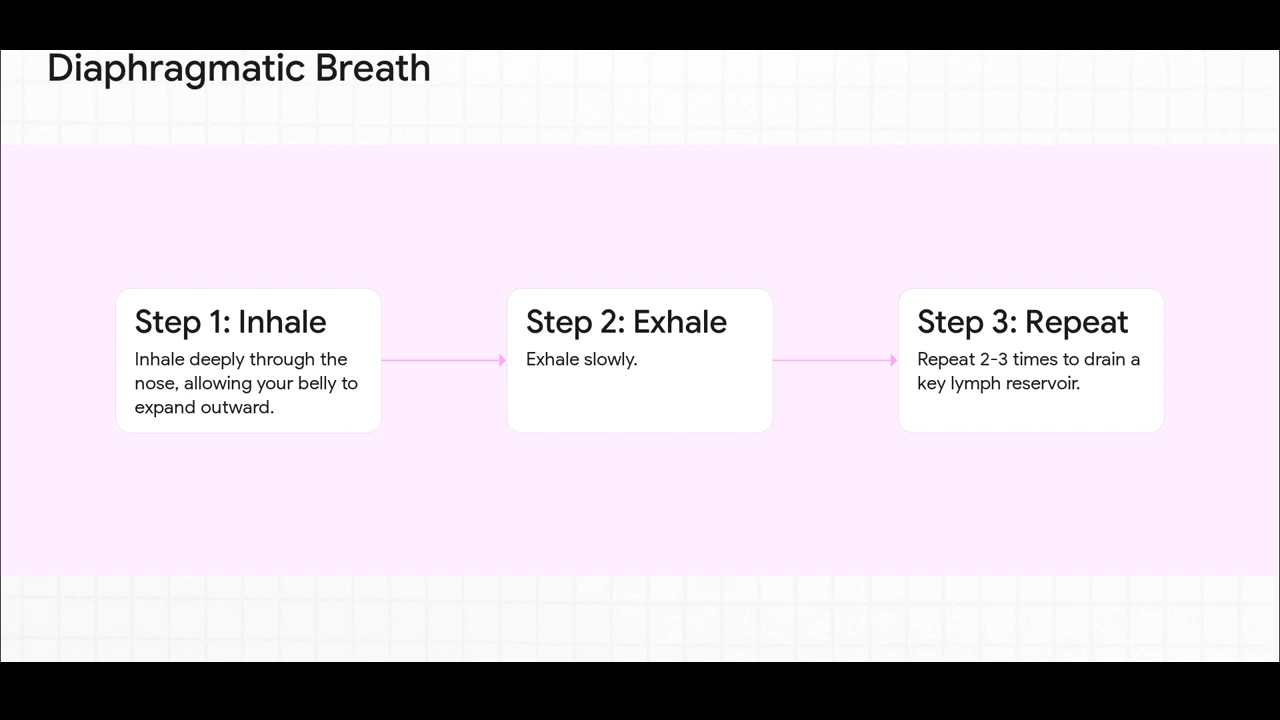 Diaphragmatic Breath
Step 1: Inhale
Inhale deeply through the
nose, allowing your belly to
expand outward.
Step 2: Exhale
Exhale slowly.
Step 3: Repeat
Repeat 2-3 times to drain a
key lymph reservoir.